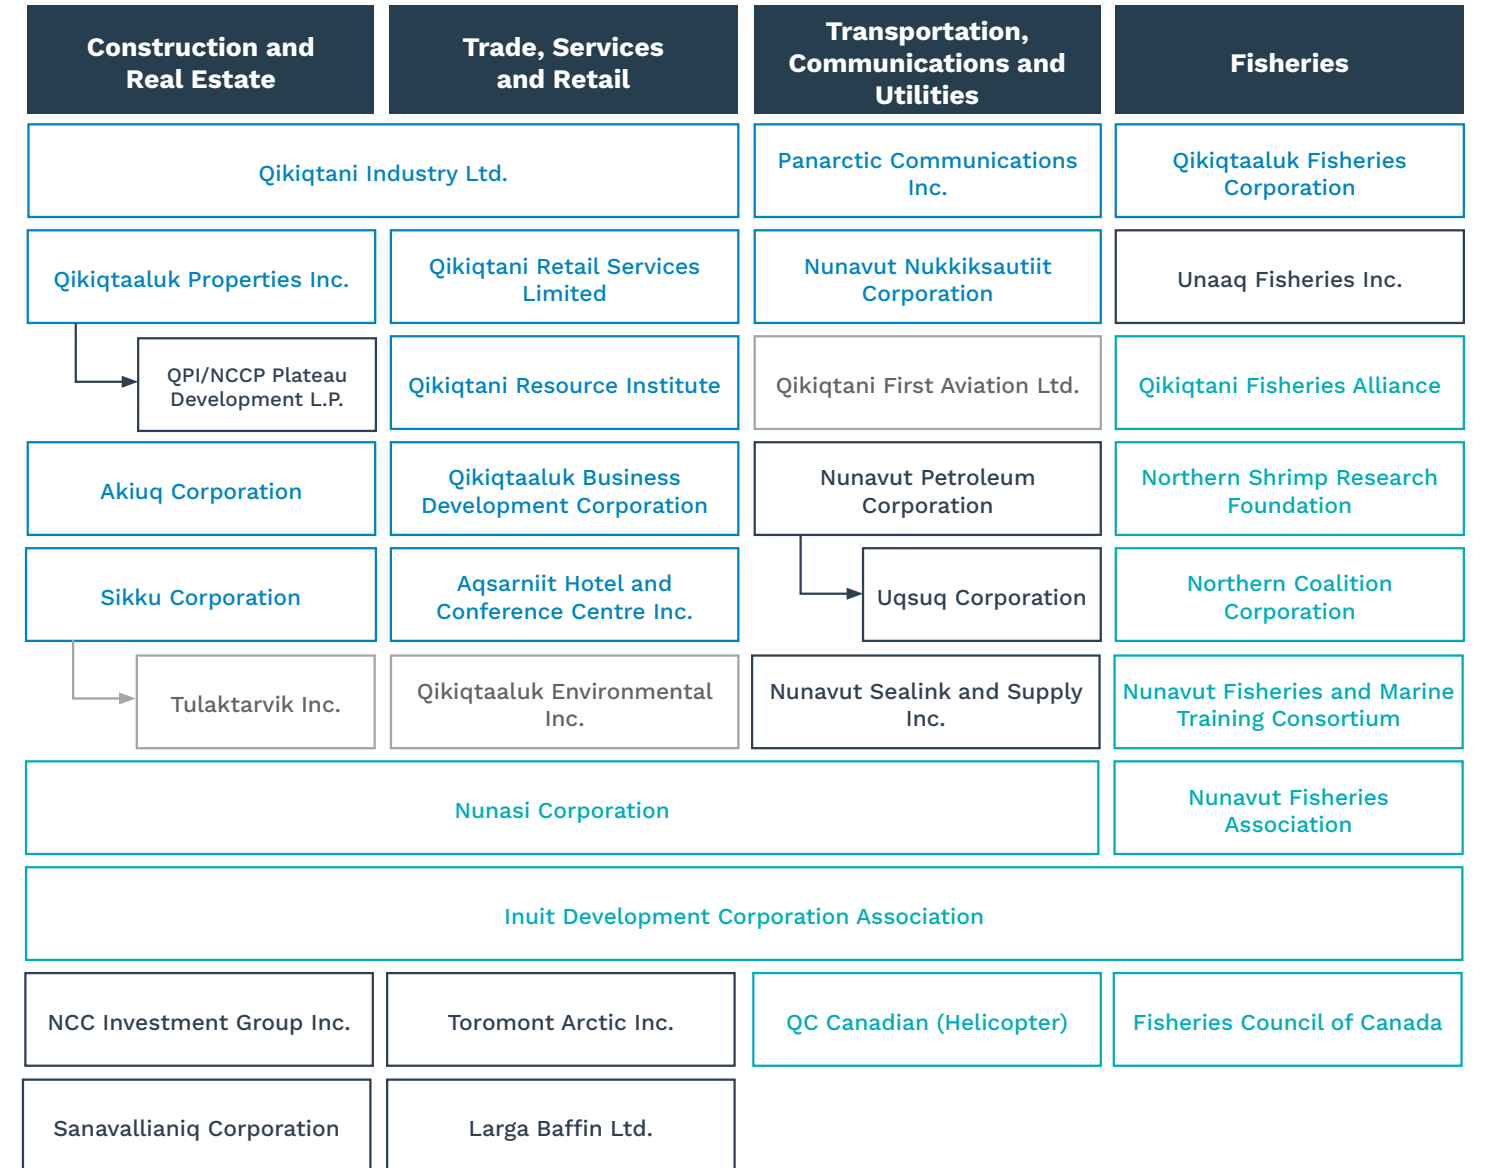 Construction and
Real Estate
Trade, Services
and Retail
Transportation,
Communications and
Utilities
Fisheries
Qikiqtani Industry Ltd.
Panarctic Communications
Inc.
Qikiqtaaluk Fisheries
Corporation
Qikiqtaaluk Properties Inc.
Qikiqtani Retail Services
Limited
Nunavut Nukkiksautiit
Corporation
Unaaq Fisheries Inc.
QPI/NCCP Plateau
Development L.P.
Qikiqtani Resource Institute
Qikiqtani First Aviation Ltd.
Qikiqtani Fisheries Alliance
Akiuq Corporation
Qikiqtaaluk Business
Development Corporation
Nunavut Petroleum
Corporation
Northern Shrimp Research
Foundation
Sikku Corporation
Aqsarniit Hotel and
Conference Centre Inc.
Uqsuq Corporation
Northern Coalition
Corporation
Tulaktarvik Inc.
Qikiqtaaluk Environmental
Inc.
Nunavut Sealink and Supply
Inc.
Nunavut Fisheries and Marine
Training Consortium
Nunasi Corporation
Nunavut Fisheries
Association
Inuit Development Corporation Association
NCC Investment Group Inc.
Toromont Arctic Inc.
QC Canadian (Helicopter)
Fisheries Council of Canada
Sanavallianiq Corporation
Larga Baffin Ltd.